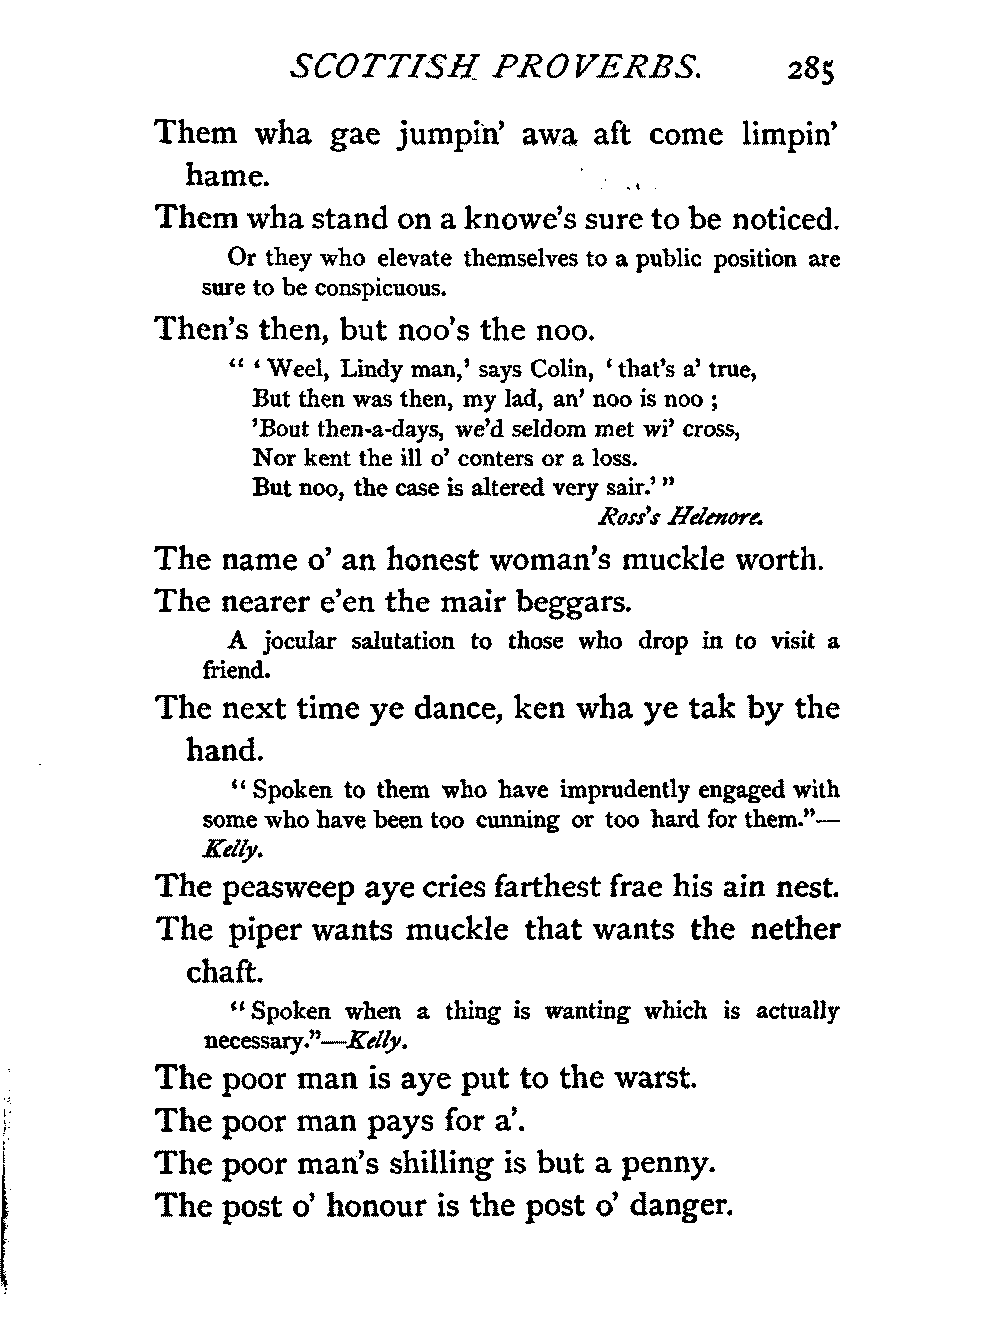 SCOTTISH PROVERBS. 285
Them wha gae jumpin' awa aft come limpin'
hame.
Them wha stand on a knowe's sure to be noticed.
Or they who elevate themselves to a public position are
sure to be conspicuous.
Then's then, but noo's the noo.
“ ‘ Weel, Lindy man,’ says Colin, ‘ that's a' true,
But then was then, my lad, an' noo is noo ;
'Bout then-a-days, we'd seldom met wi' cross,
Nor kent the ill o' conters or a loss.
But noo, the case is altered very sair.’ ”
Ross's Helenore.
The name o' an honest woman's muckle worth.
The nearer e'en the mair beggars.
A jocular salutation to those who drop in to visit a
friend.
The next time ye dance, ken wha ye tak by the
hand.
“ Spoken to them who have imprudently engaged with
some who have been too cunning or too hard for them.”—
Kelly.
The peasweep aye cries farthest frae his ain nest.
The piper wants muckle that wants the nether
chaft.
“ Spoken when a thing is wanting which is actually
necessary.”—Kelly.
The poor man is aye put to the warst.
The poor man pays for a'.
The poor man's shilling is but a penny.
The post o' honour is the post o' danger.